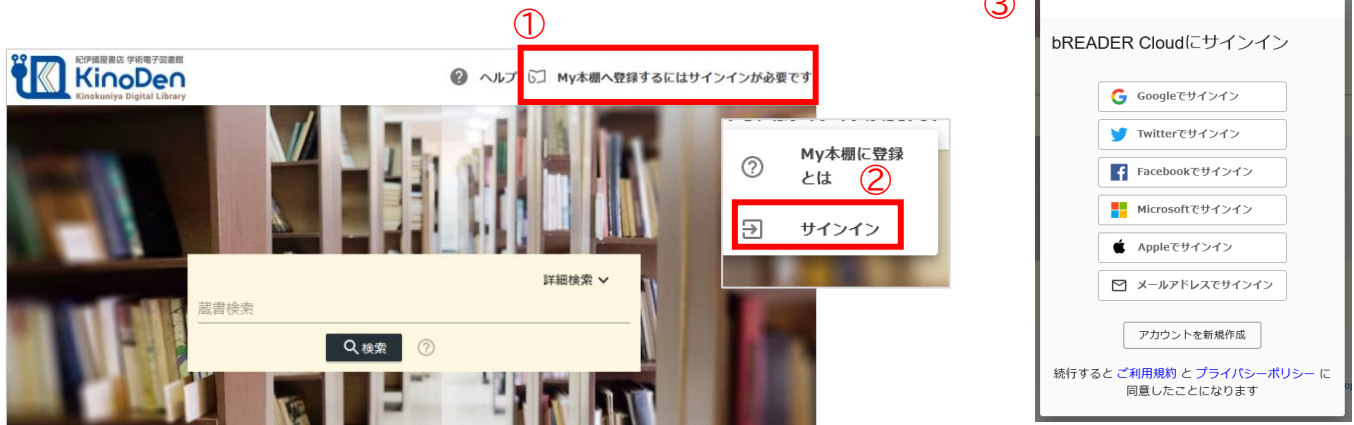 ①
紀伊國屋書店 学術電子図書館
KinoDen
Kinokuniya Digital Library
ヘルプ
My本棚へ登録するにはサインインが必要です
詳細検索
蔵書検索
検索
My本棚に登録
とは
②
サインイン
③
bREADER Cloudにサインイン
Googleでサインイン
Twitterでサインイン
Facebookでサインイン
Microsoftでサインイン
Appleでサインイン
メールアドレスでサインイン
アカウントを新規作成
続行すると ご利用規約 と プライバシーポリシー に
同意したことになります